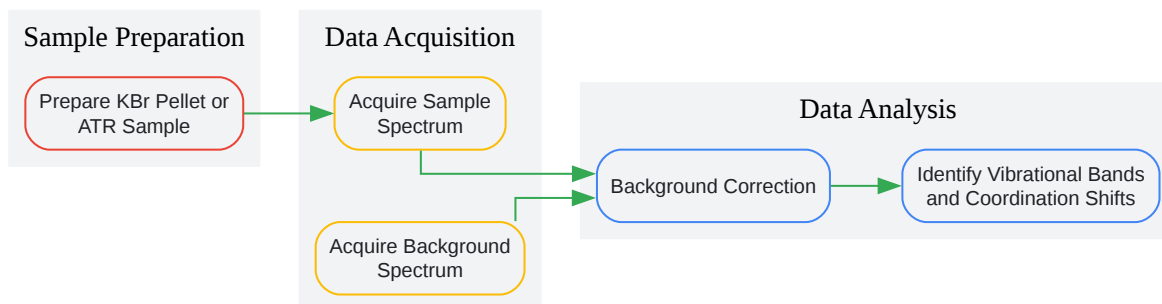 Sample Preparation
Prepare KBr Pellet or
ATR Sample
Data Acquisition
Acquire Sample
Spectrum
Acquire Background
Spectrum
Data Analysis
Background Correction
Identify Vibrational Bands
and Coordination Shifts